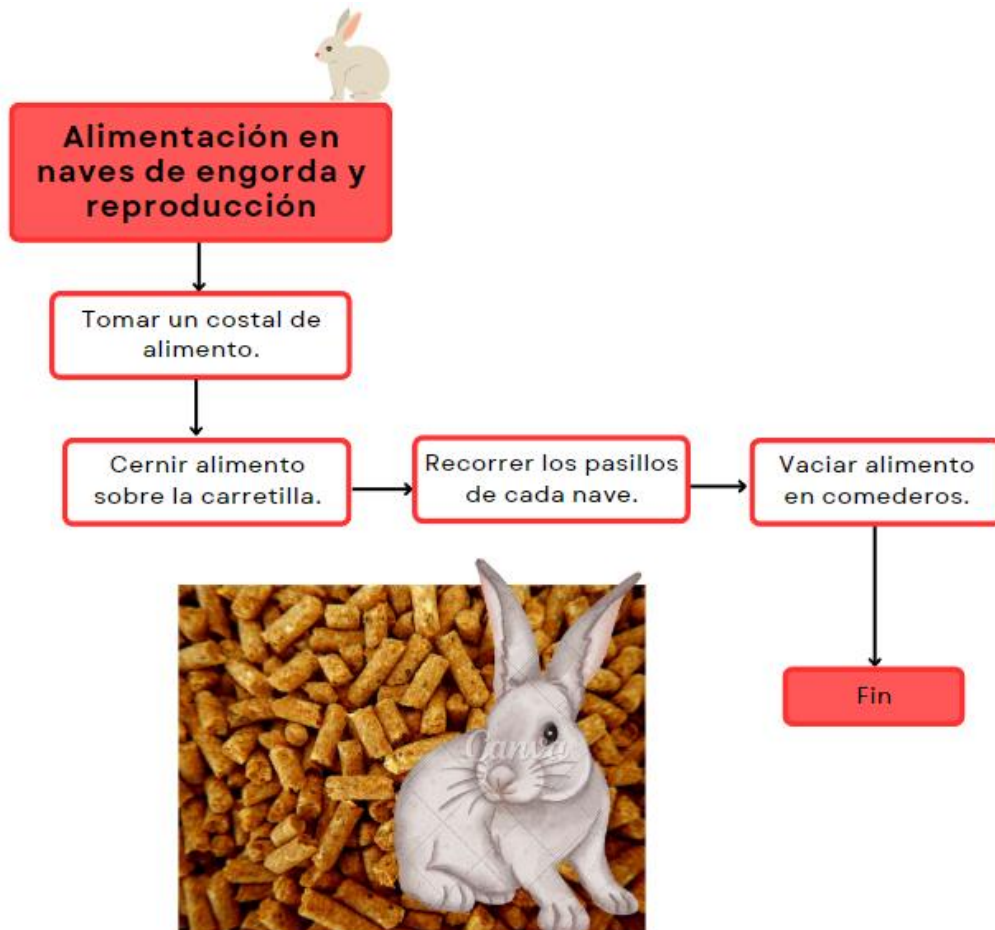 Alimentación en
naves de engorda y
reproducción
Tomar un costal de
alimento.
Cernir alimento
sobre la carretilla.
Recorrer los pasillos
de cada nave.
Vaciar alimento
en comederos.
Fin
Canva